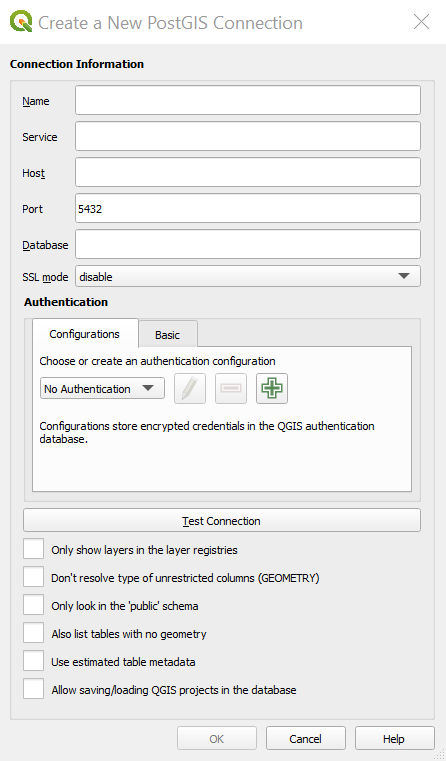 Create a New PostGIS Connection
Connection Information
Name
Service
Host
Port 5432
Database
SSL mode disable
Authentication
Configurations Basic
Choose or create an authentication configuration
No Authentication
Configurations store encrypted credentials in the QGIS authentication
database.
Test Connection
Only show layers in the layer registries
Don't resolve type of unrestricted columns (GEOMETRY)
Only look in the 'public' schema
Also list tables with no geometry
Use estimated table metadata
Allow saving/loading QGIS projects in the database
OK Cancel Help